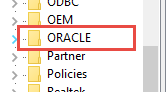 ODBC
OEM
ORACLE
Partner
Policies
Realtek